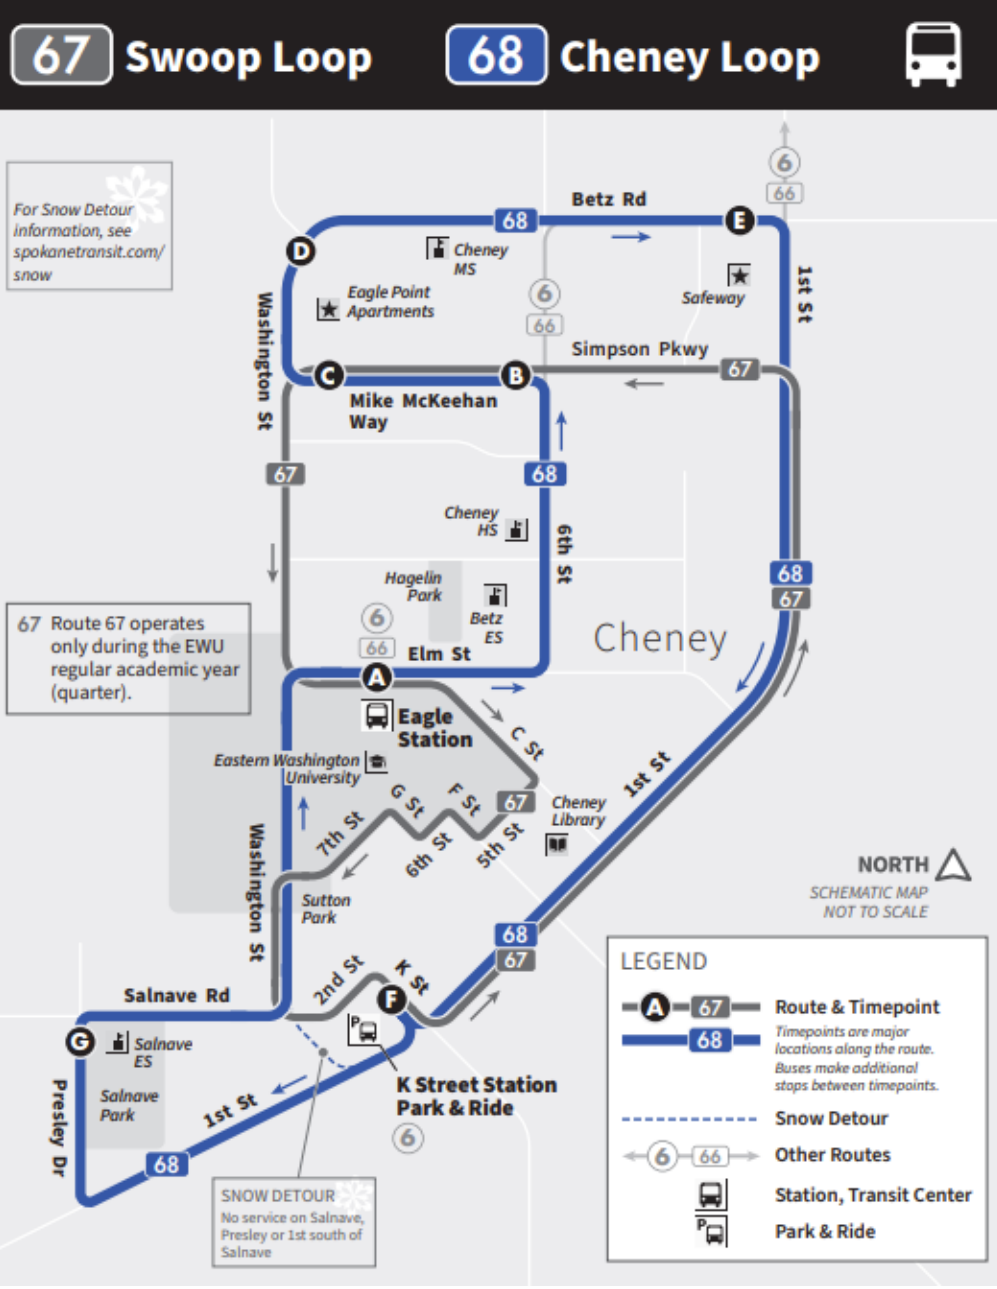 67 Swoop Loop
68 Cheney Loop
6
66
For Snow Detour
information, see
spokanetransit.com/
snow
Betz Rd
68
D
E
Cheney
MS
Eagle Point
Apartments
6
66
Safeway
1st St
Washington St
Simpson Pkwy
67
C
B
Mike McKeehan
Way
67
68
Cheney
HS
6th St
Hagelin
Park
Betz
ES
68
67
6
66
67 Route 67 operates
only during the EWU
regular academic year
(quarter).
Cheney
Elm St
A
Eagle
Station
C St
Eastern Washington
University
1st St
G St
F St
67
Cheney
Library
7th St
6th St
5th St
Washington St
Sutton
Park
NORTH
SCHEMATIC MAP
NOT TO SCALE
68
67
2nd St
K St
Salnave Rd
F
P
G
Salnave
ES
Salnave
Park
Presley Dr
1st St
68
K Street Station
Park & Ride
6
SNOW DETOUR
No service on Salnave,
Presley or 1st south of
Salnave
LEGEND
A 67 Route & Timepoint
68 Timepoints are major
locations along the route.
Buses make additional
stops between timepoints.
Snow Detour
6 66 Other Routes
Station, Transit Center
P Park & Ride